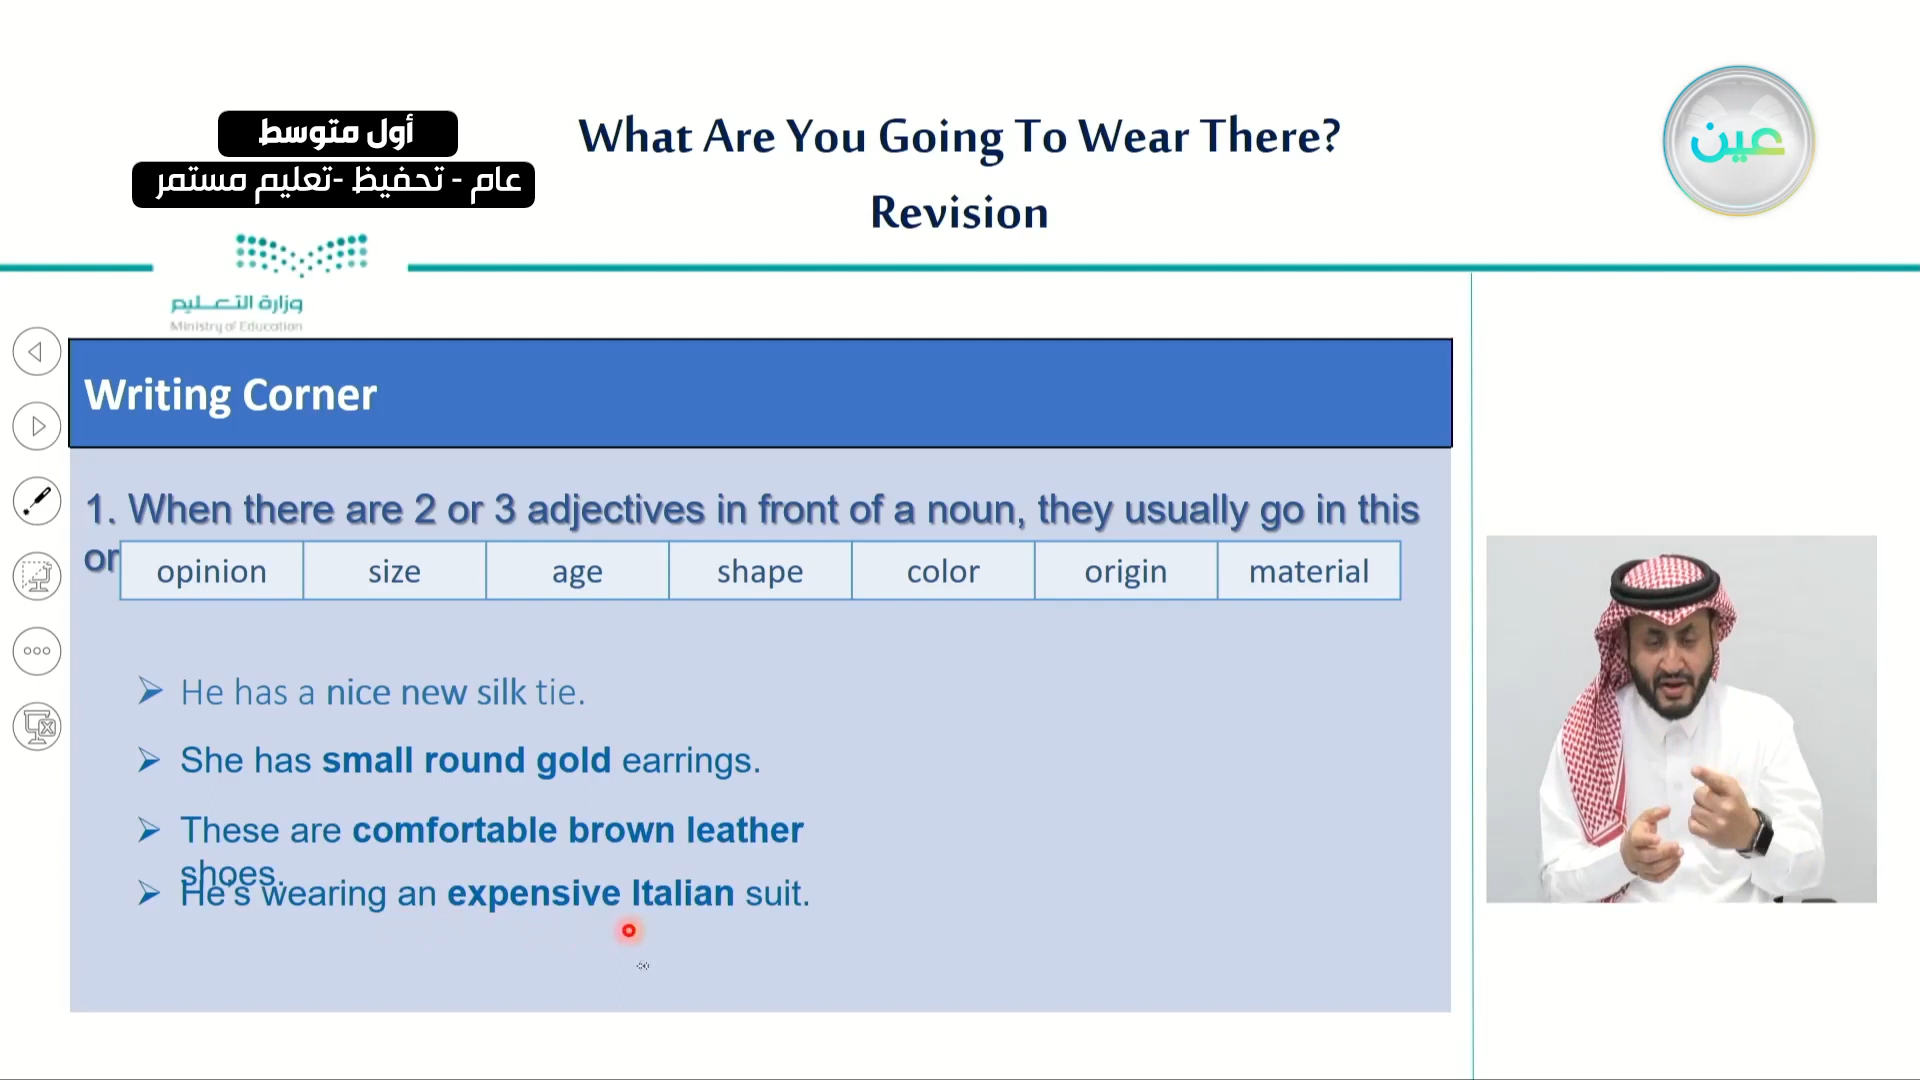 أول متوسط
عام - تحفيظ -تعليم مستمر
What Are You Going To Wear There?
Revision
عين
وزارة التعـليم
Ministry of Education
Writing Corner
1. When there are 2 or 3 adjectives in front of a noun, they usually go in this
or
opinion size age shape color origin material
He has a nice new silk tie.
She has small round gold earrings.
These are comfortable brown leather
shoes.
He's wearing an expensive Italian suit.